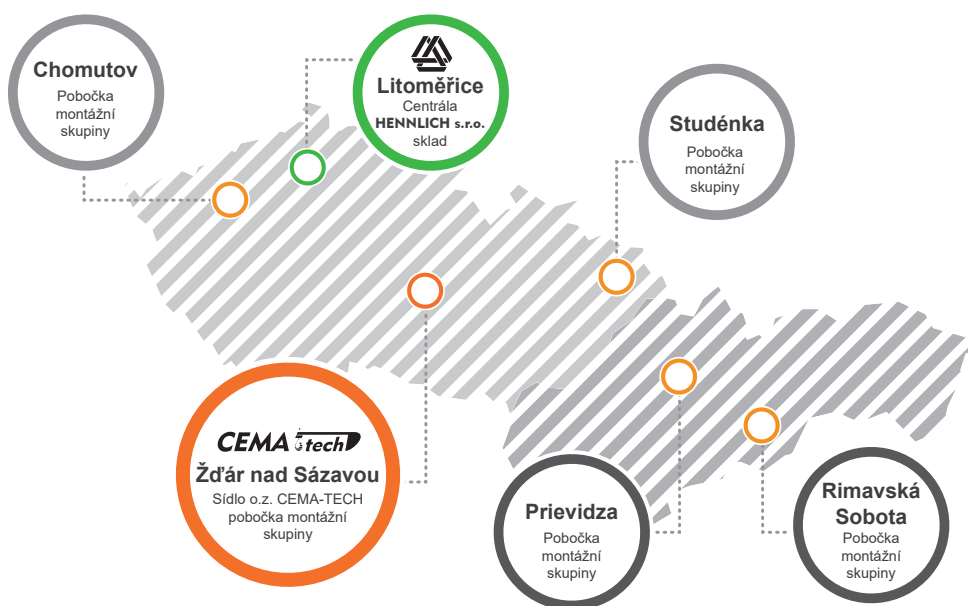 Chomutov
Pobočka
montážní
skupiny
Litoměřice
Centrála
HENNLICH s.r.o.
sklad
Studénka
Pobočka
montážní
skupiny
CEMA tech
Žďár nad Sázavou
Sídlo o.z. CEMA-TECH
pobočka montážní
skupiny
Prievidza
Pobočka
montážní
skupiny
Rimavská
Sobota
Pobočka
montážní
skupiny